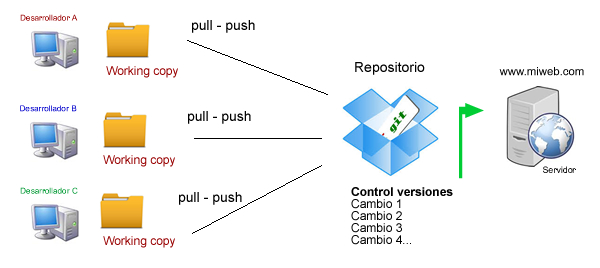 Desarrollador A
pull - push
Working copy
Desarrollador B
pull - push
Working copy
Desarrollador C
pull - push
Working copy
Repositorio
git
Control versiones
Cambio 1
Cambio 2
Cambio 3
Cambio 4...
www.miweb.com
Servidor